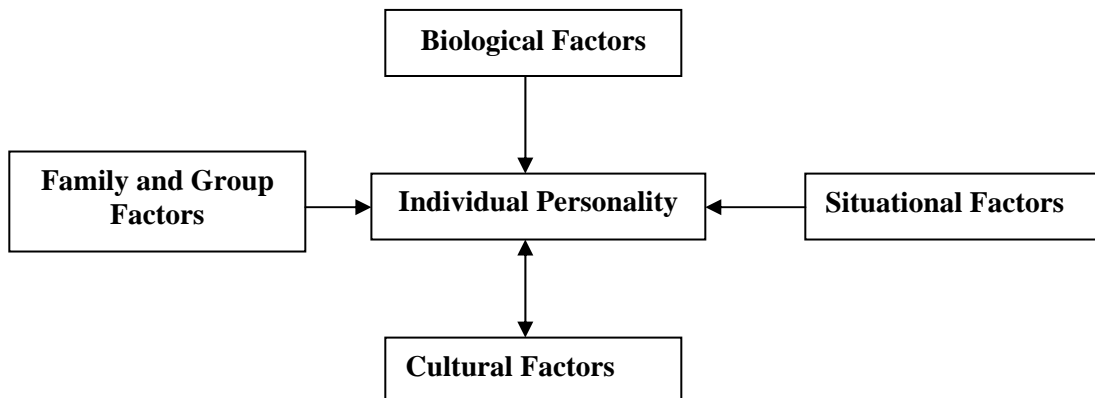 Biological Factors
Family and Group
Factors
Individual Personality
Situational Factors
Cultural Factors